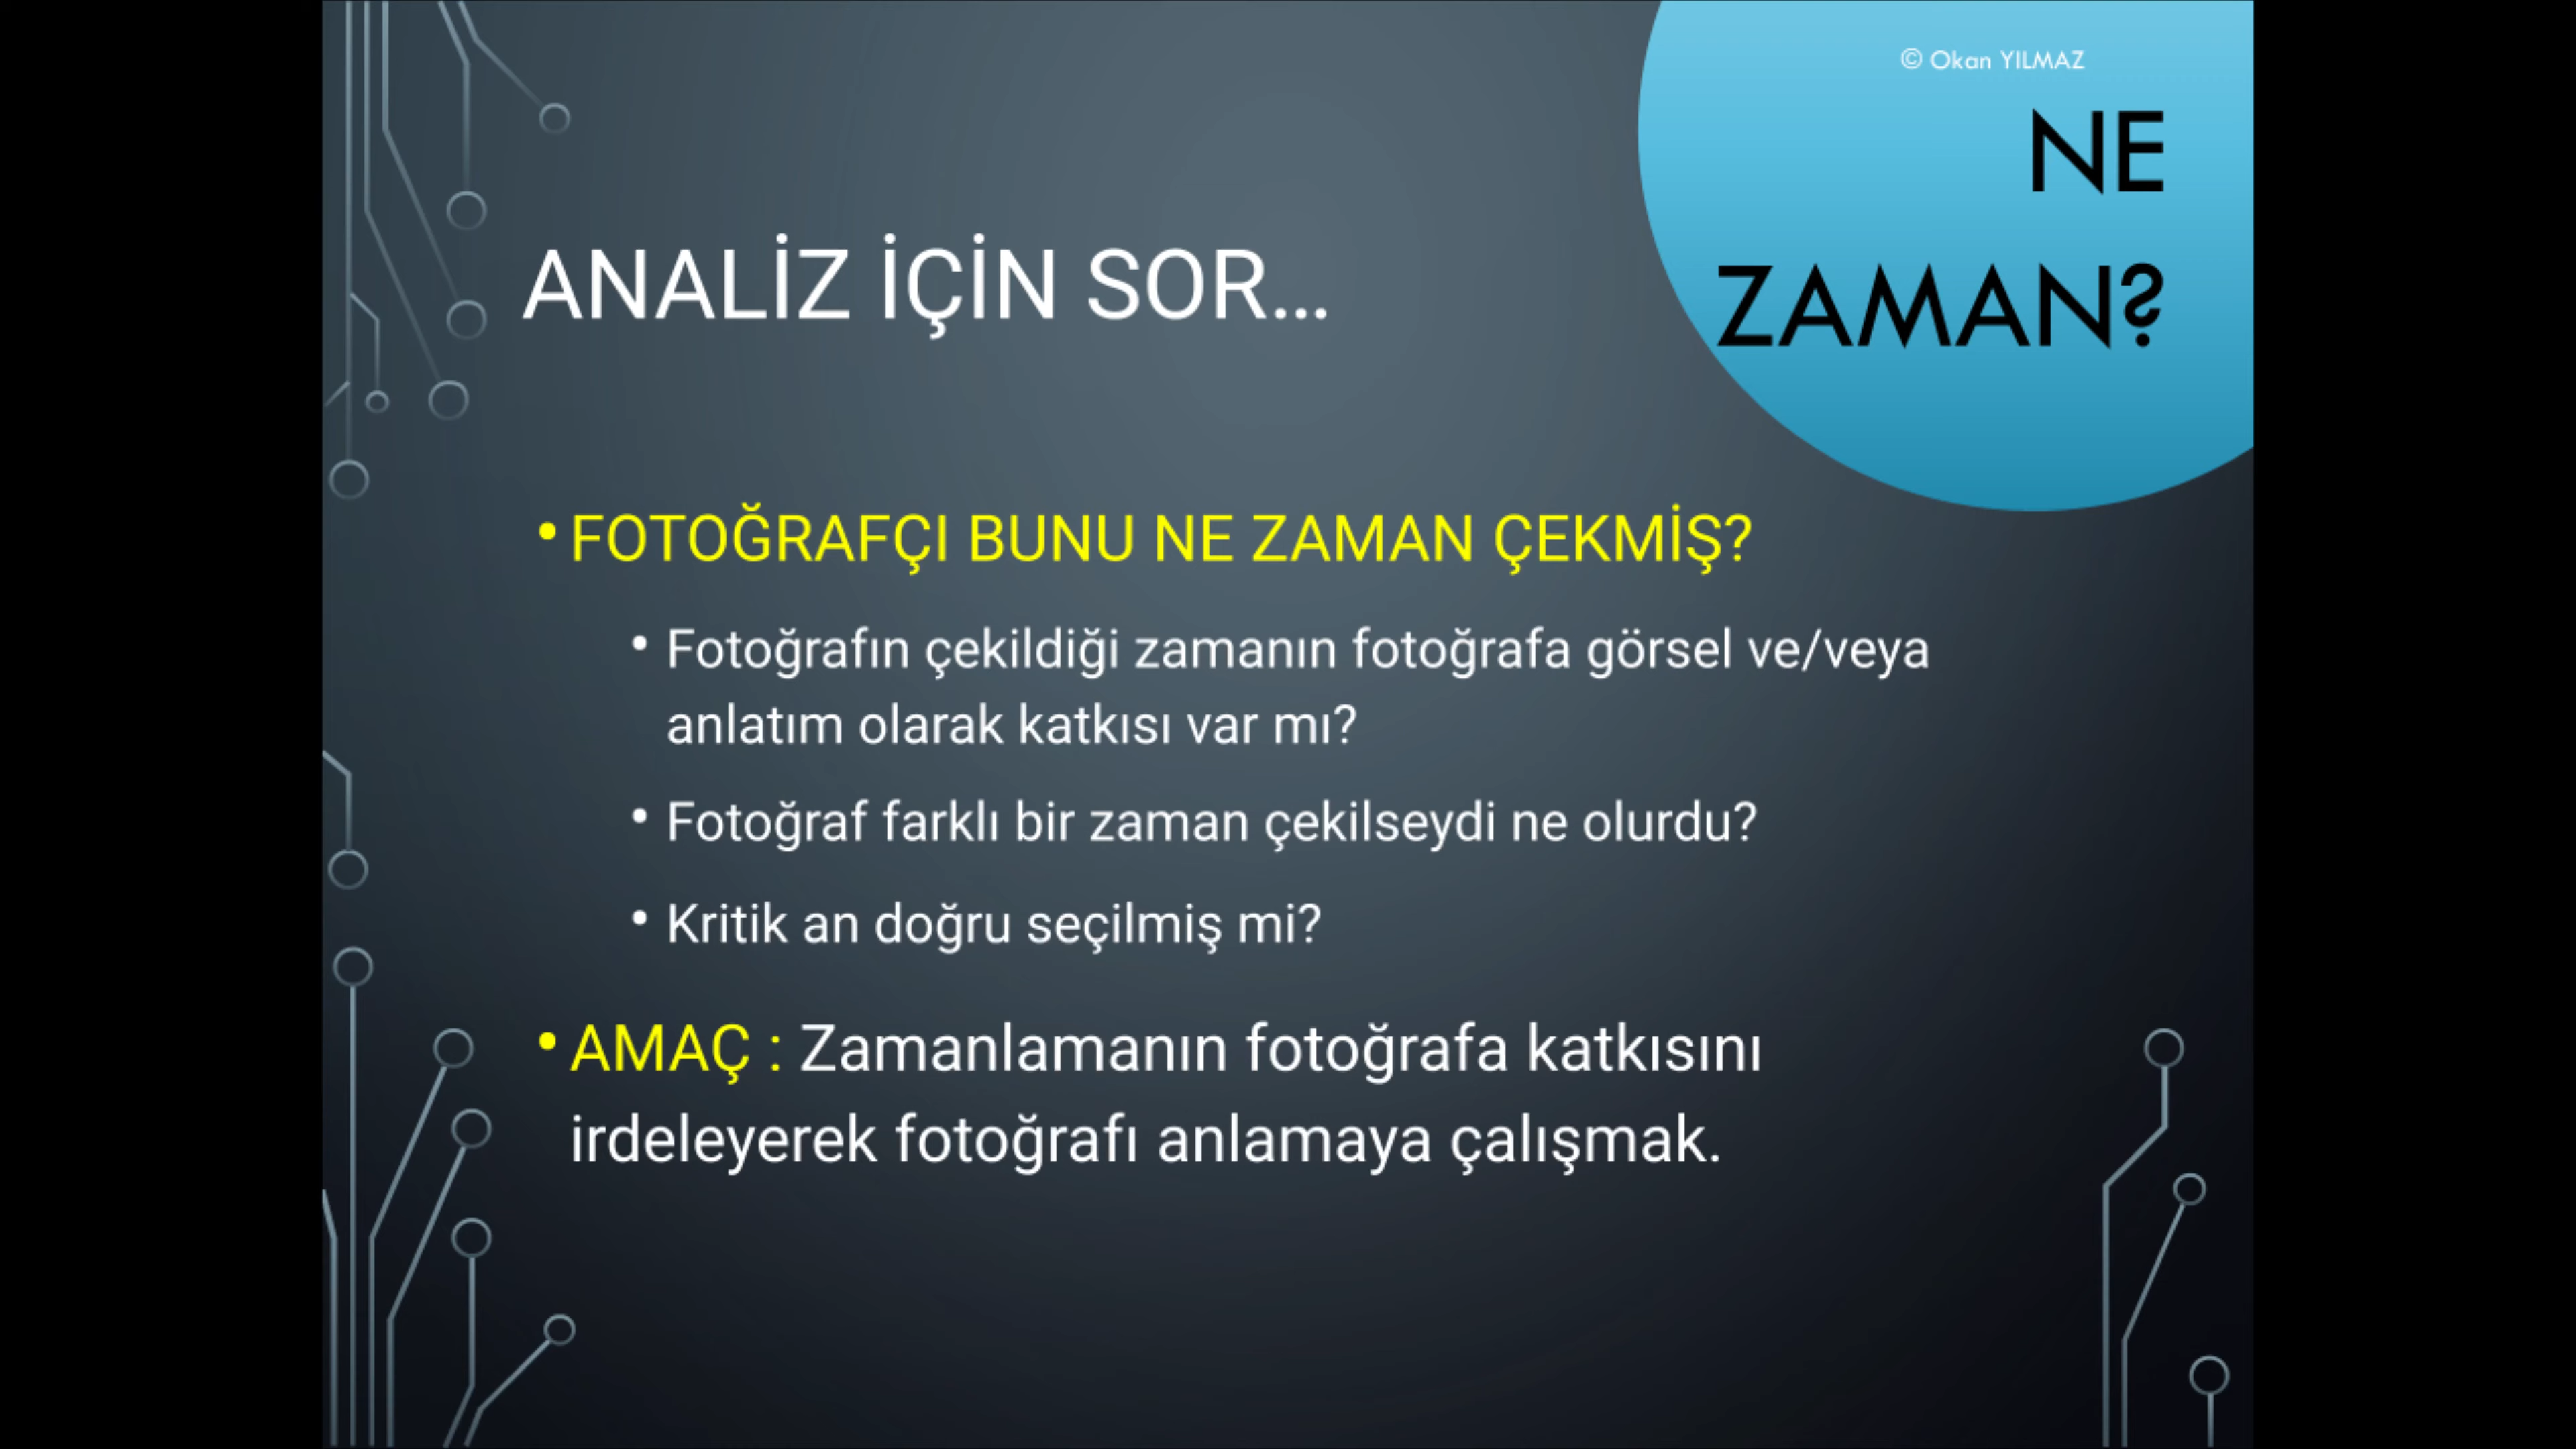 © Okan YILMAZ
NE
ZAMAN?
ANALİZ İÇİN SOR...
• FOTOĞRAFÇI BUNU NE ZAMAN ÇEKMİŞ?
• Fotoğrafın çekildiği zamanın fotoğrafa görsel ve/veya
anlatım olarak katkısı var mı?
• Fotoğraf farklı bir zaman çekilseydi ne olurdu?
• Kritik an doğru seçilmiş mi?
• AMAÇ : Zamanlamanın fotoğrafa katkısını
irdeleyerek fotoğrafı anlamaya çalışmak.